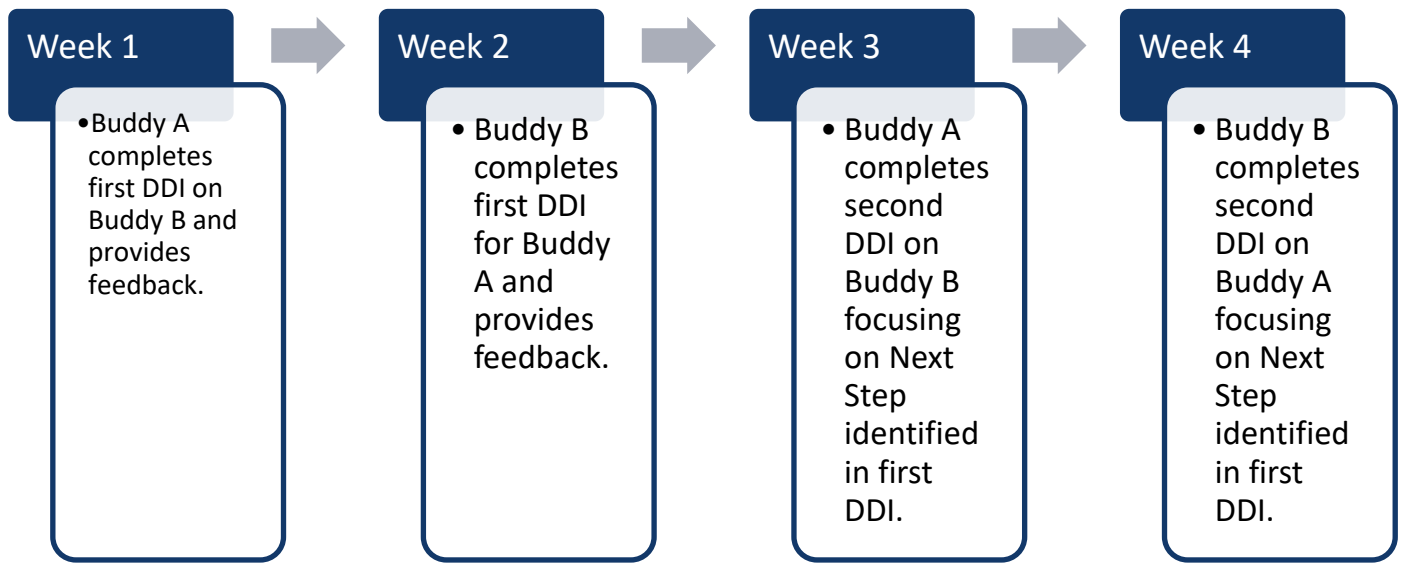 Week 1
•Buddy A
completes
first DDI on
Buddy B and
provides
feedback.
Week 2
• Buddy B
completes
first DDI
for Buddy
A and
provides
feedback.
Week 3
• Buddy A
completes
second
DDI on
Buddy B
focusing
on Next
Step
identified
in first
DDI.
Week 4
• Buddy B
completes
second
DDI on
Buddy A
focusing
on Next
Step
identified
in first
DDI.